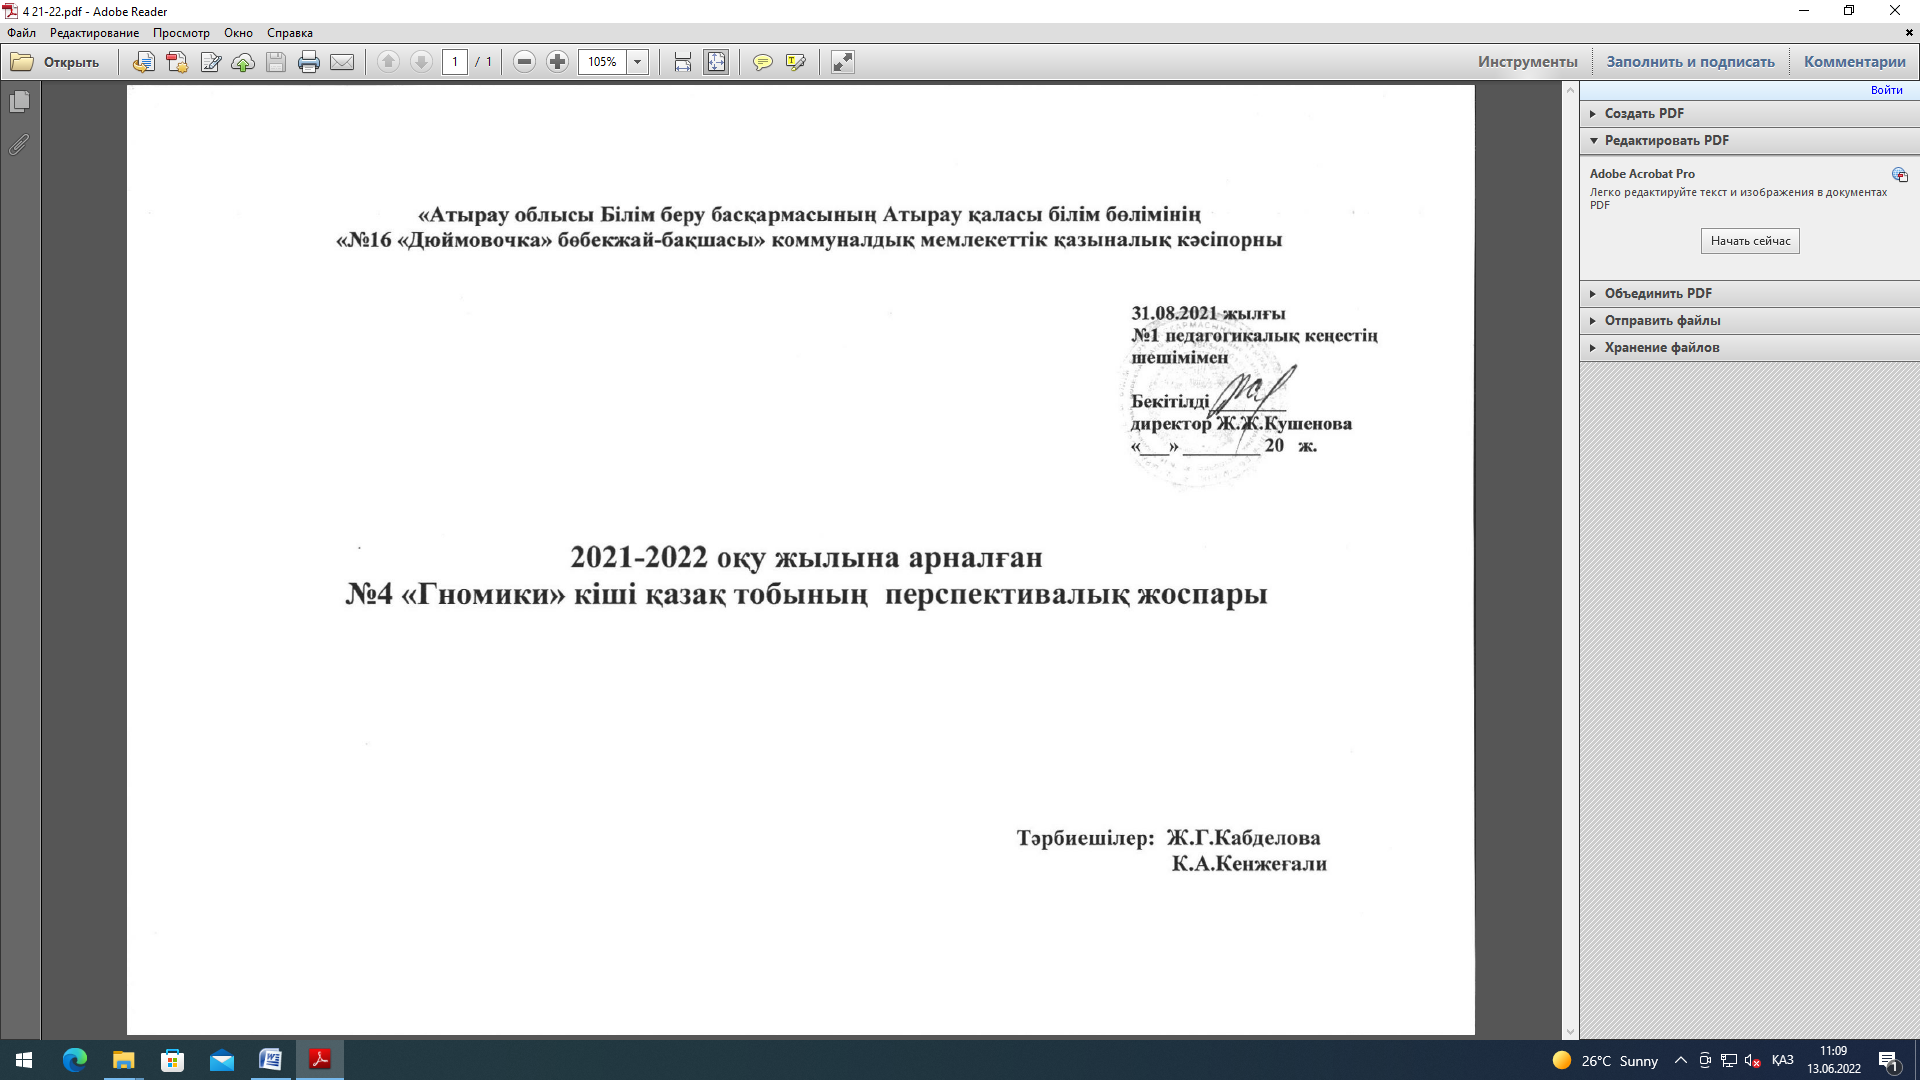 4 21-22.pdf - Adobe Reader
Файл Редактирование Просмотр Окно Справка
Открыть 1 / 1 105% Инструменты Заполнить и подписать Комментарии
Войти
Создать PDF
Редактировать PDF
Adobe Acrobat Pro
Легко редактируйте текст и изображения в документах
PDF
Начать сейчас
Объединить PDF
Отправить файлы
Хранение файлов
«Атырау облысы Білім беру басқармасының Атырау қаласы білім бөлімінің
«№16 «Дюймовочка» бөбекжай-бақшасы» коммуналдық мемлекеттік қазыналық кәсіпорны
31.08.2021 жылғы
№1 педагогикалық кеңестің
шешімімен
Бекітілді________
директор Ж.Ж.Кушенова
«___» ________ 20 ж.
2021-2022 оқу жылына арналған
№4 «Гномики» кіші қазақ тобының перспективалық жоспары
Тәрбиешілер: Ж.Г.Кабделова
К.А.Кенжеғали
26°C Sunny ҚАЗ 11:09
13.06.2022
1